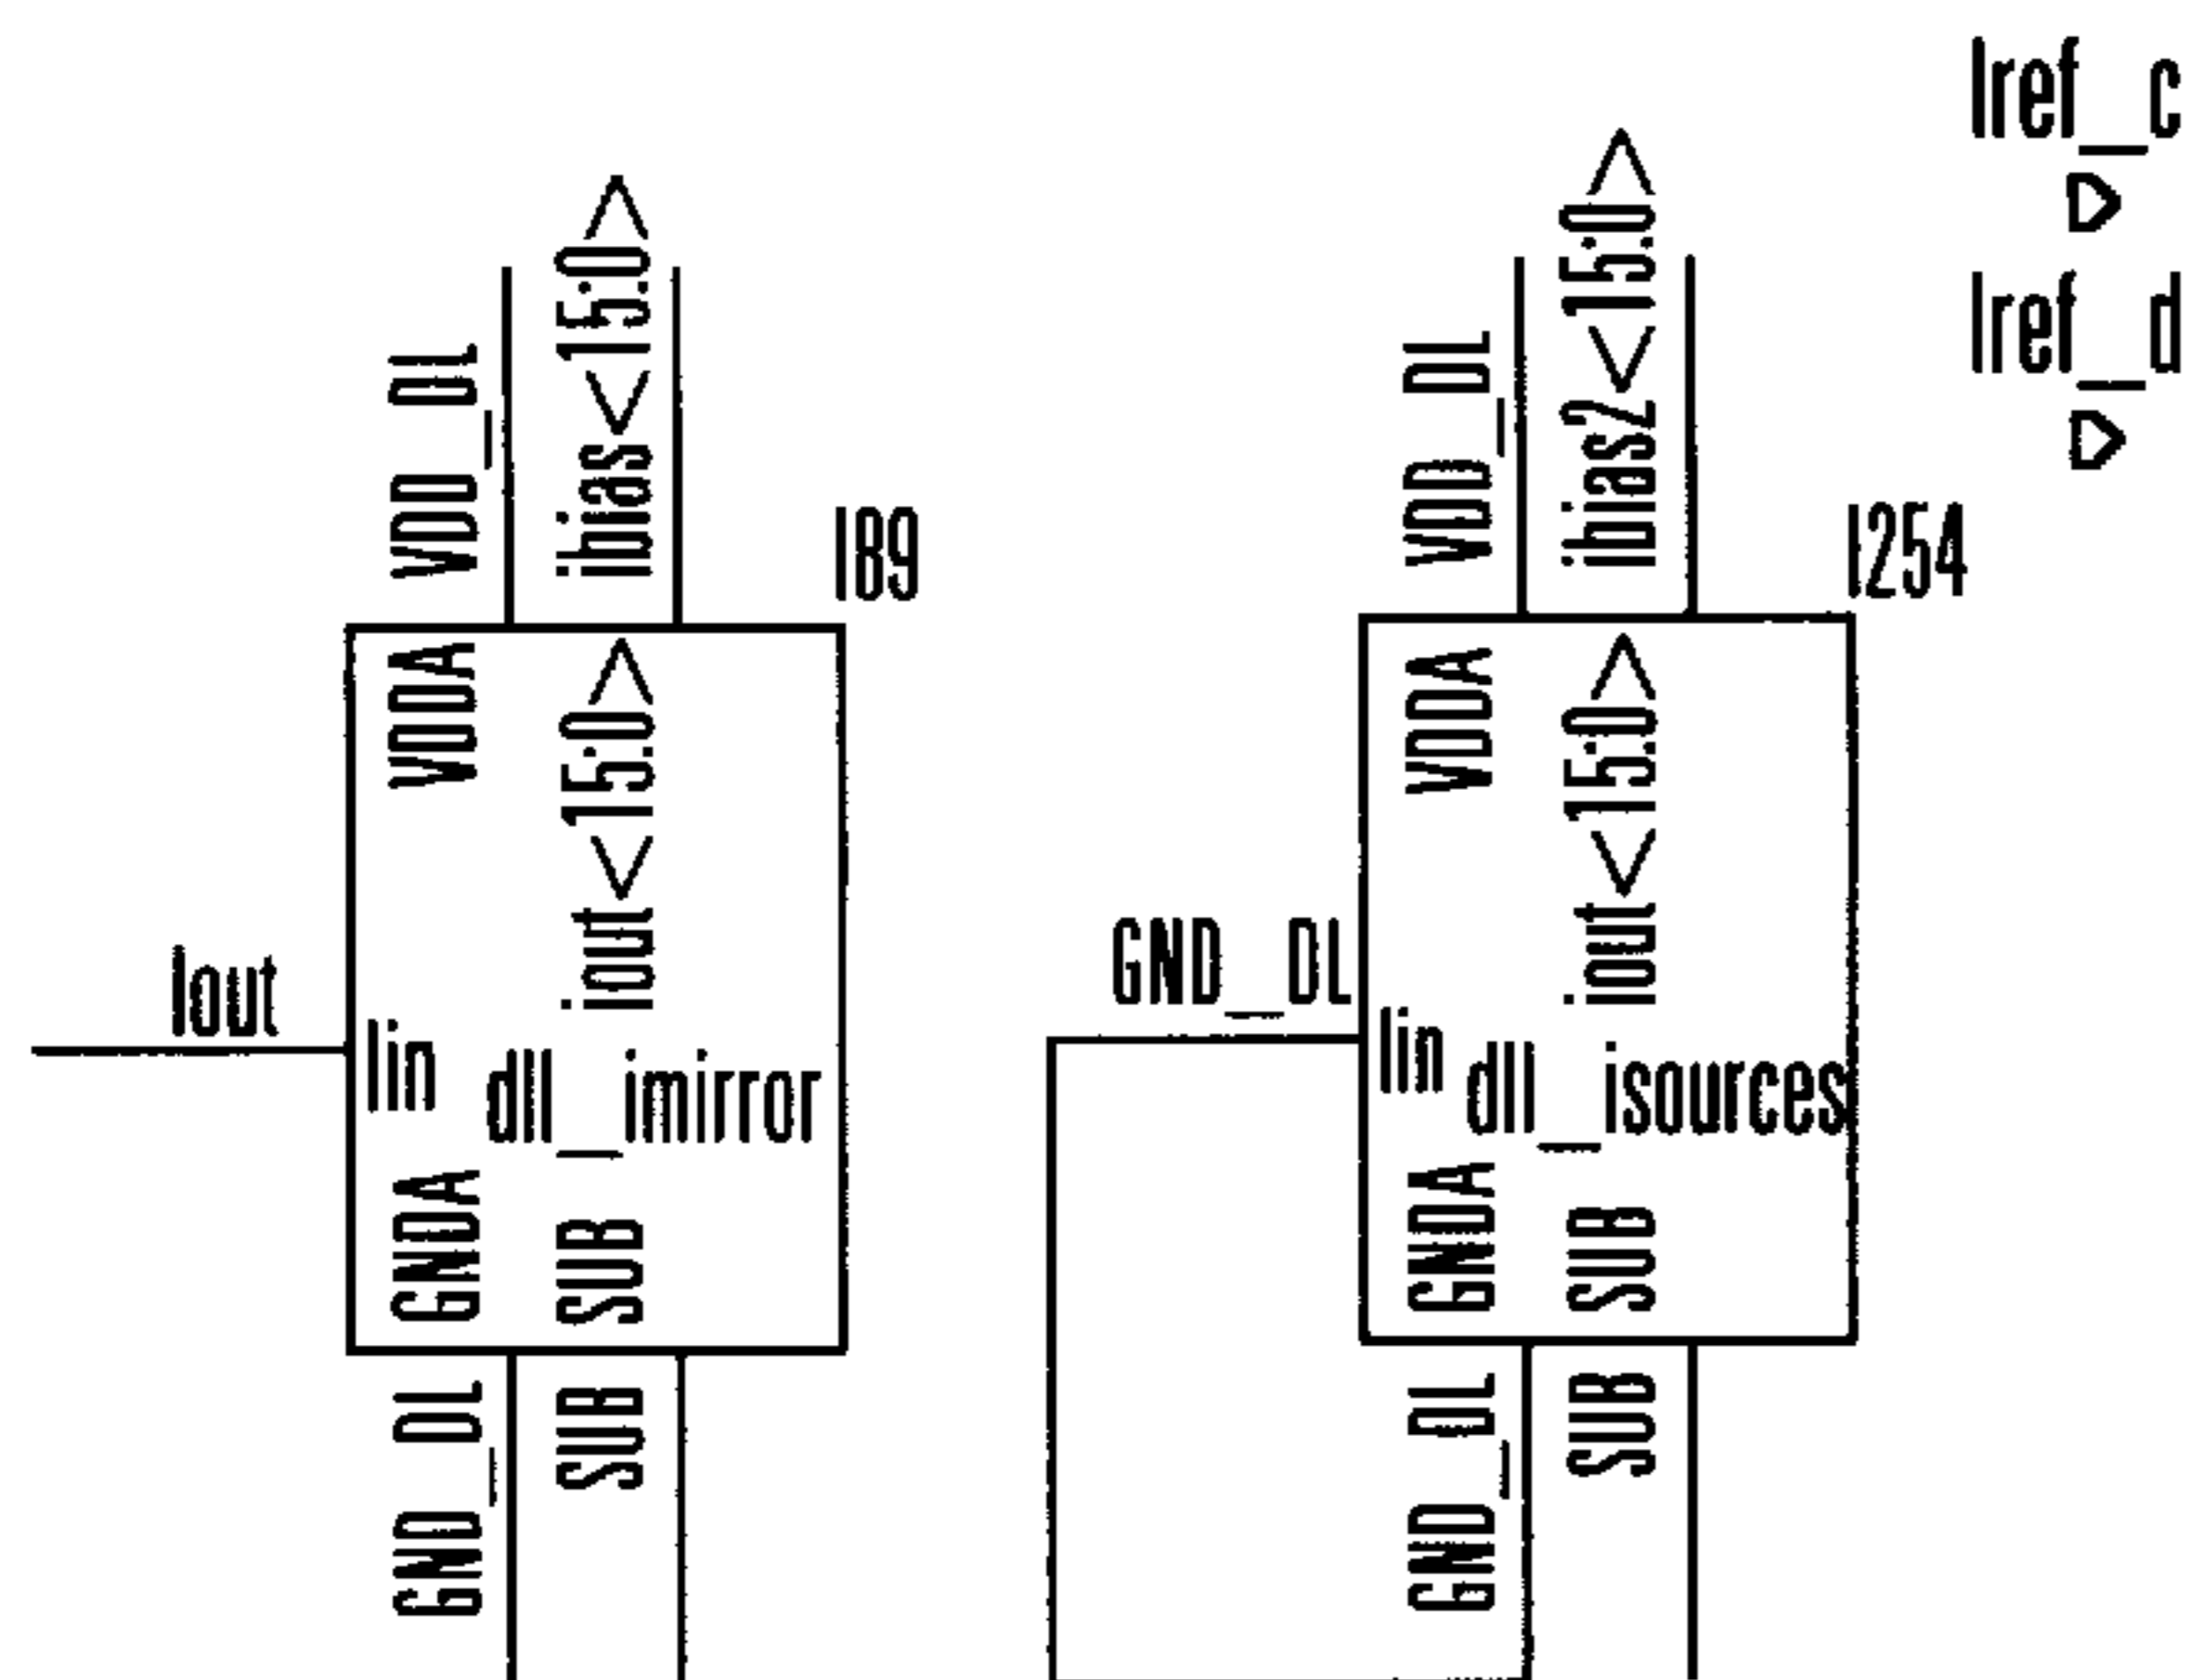 Iref_c
Iref_d
VDD_DL
ibias<15:0>
I89
VDDA
iout<15:0>
Iout
Iin
dll_imirror
GNDA
SUB
GND_DL
SUB
VDD_DL
ibias2<15:0>
I254
VDDA
iout<15:0>
GND_DL
Iin
dll_isources
GNDA
SUB
GND_DL
SUB